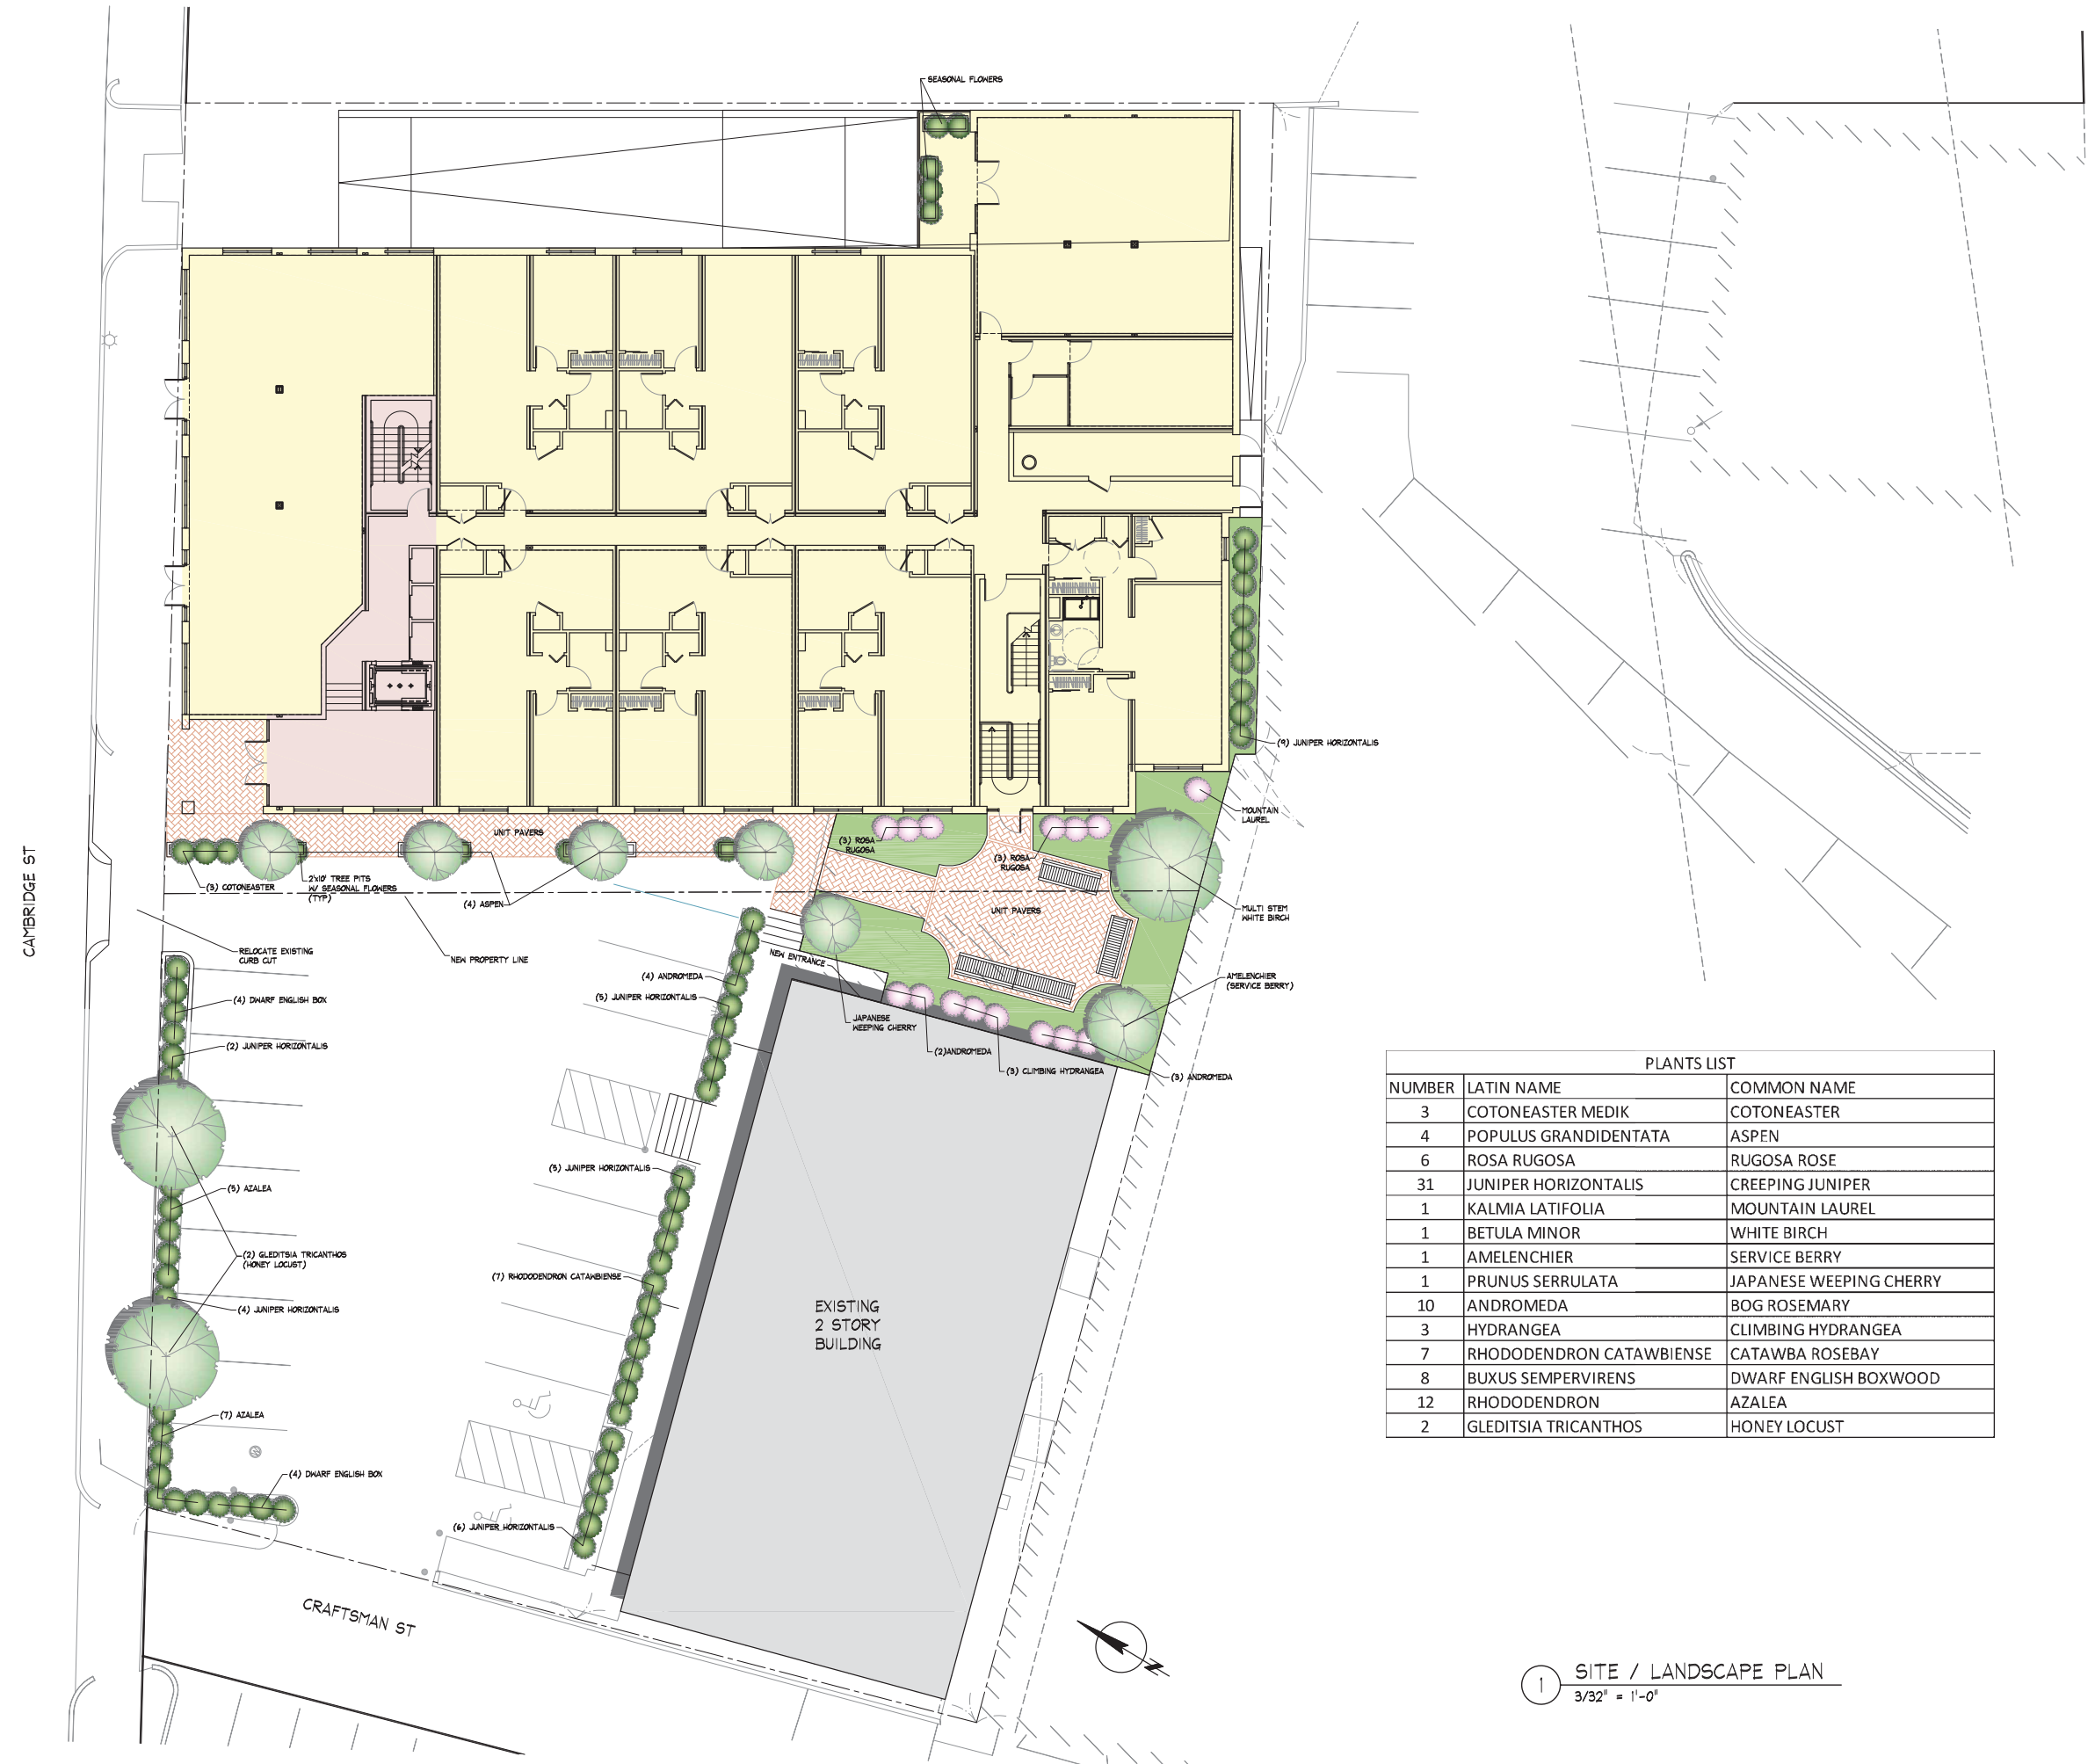 SEASONAL FLOWERS
CAMBRIDGE ST
(9) JUNIPER HORIZONTALIS
MOUNTAIN
LAUREL
UNIT PAVERS
(3) ROSA
RUGOSA
(3) ROSA
RUGOSA
(3) COTONEASTER
2'x10' TREE PITS
W/ SEASONAL FLOWERS
(TYP)
(4) ASPEN
UNIT PAVERS
MULTI STEM
WHITE BIRCH
RELOCATE EXISTING
CURB CUT
NEW PROPERTY LINE
NEW ENTRANCE
(4) ANDROMEDA
(5) JUNIPER HORIZONTALIS
AMELENCHIER
(SERVICE BERRY)
(4) DWARF ENGLISH BOX
JAPANESE
WEEPING CHERRY
(2) JUNIPER HORIZONTALIS
(2)ANDROMEDA
(3) CLIMBING HYDRANGEA
(3) ANDROMEDA
(5) JUNIPER HORIZONTALIS
(5) AZALEA
(2) GLEDITSIA TRICANTHOS
(HONEY LOCUST)
(7) RHODODENDRON CATAWBIENSE
(4) JUNIPER HORIZONTALIS
EXISTING
2 STORY
BUILDING
(7) AZALEA
(4) DWARF ENGLISH BOX
(6) JUNIPER HORIZONTALIS
CRAFTSMAN ST
PLANTS LIST
NUMBER LATIN NAME COMMON NAME
3 COTONEASTER MEDIK COTONEASTER
4 POPULUS GRANDIDENTATA ASPEN
6 ROSA RUGOSA RUGOSA ROSE
31 JUNIPER HORIZONTALIS CREEPING JUNIPER
1 KALMIA LATIFOLIA MOUNTAIN LAUREL
1 BETULA MINOR WHITE BIRCH
1 AMELENCHIER SERVICE BERRY
1 PRUNUS SERRULATA JAPANESE WEEPING CHERRY
10 ANDROMEDA BOG ROSEMARY
3 HYDRANGEA CLIMBING HYDRANGEA
7 RHODODENDRON CATAWBIENSE CATAWBA ROSEBAY
8 BUXUS SEMPERVIRENS DWARF ENGLISH BOXWOOD
12 RHODODENDRON AZALEA
2 GLEDITSIA TRICANTHOS HONEY LOCUST
N
1 SITE / LANDSCAPE PLAN
3/32" = 1'-0"